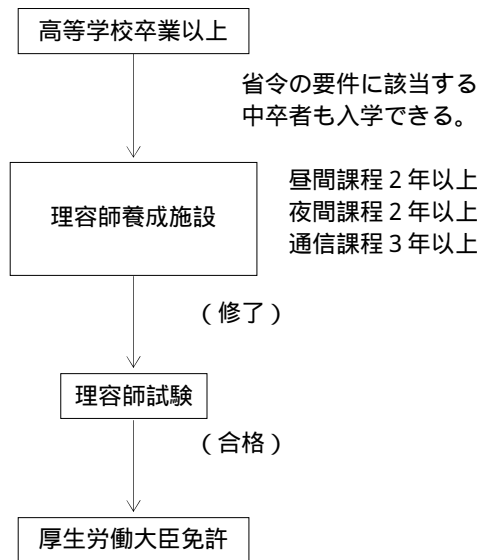 高等学校卒業以上
省令の要件に該当する
中卒者も入学できる。
理容師養成施設
昼間課程２年以上
夜間課程２年以上
通信課程３年以上
（修了）
理容師試験
（合格）
厚生労働大臣免許